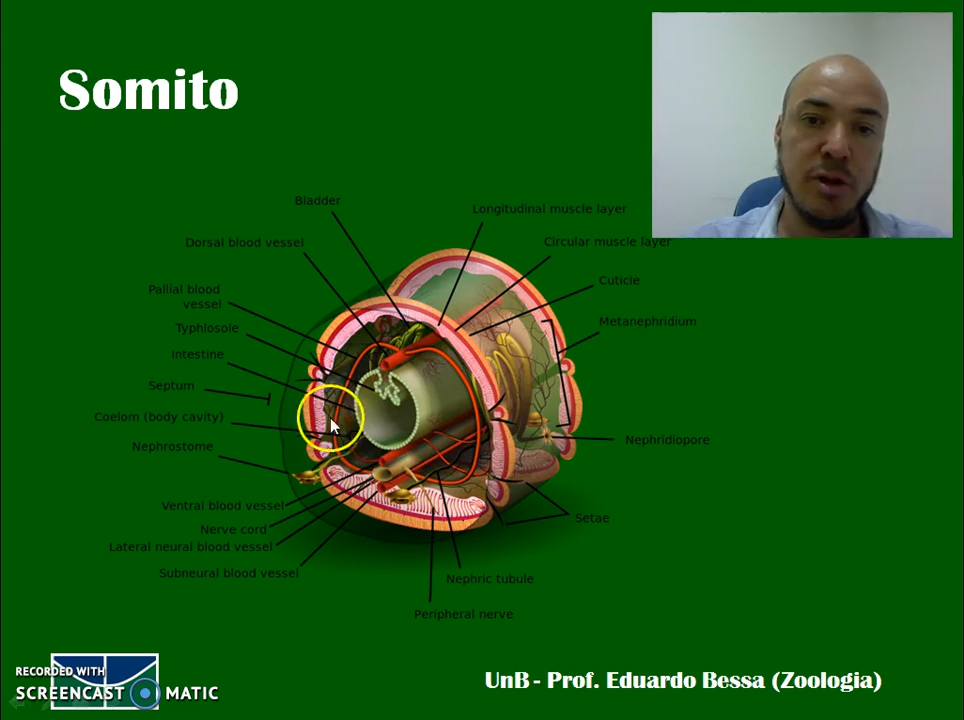 Somito
Bladder
Longitudinal muscle layer
Dorsal blood vessel
Circular muscle layer
Cuticle
Pallial blood
vessel
Metanephridium
Typhlosole
Intestine
Septum
Coelom (body cavity)
Nephrostome
Nephridiopore
Ventral blood vessel
Nerve cord
Setae
Lateral neural blood vessel
Subneural blood vessel
Nephric tubule
Peripheral nerve
RECORDED WITH
SCREENCAST MATIC
UnB - Prof. Eduardo Bessa (Zoologia)